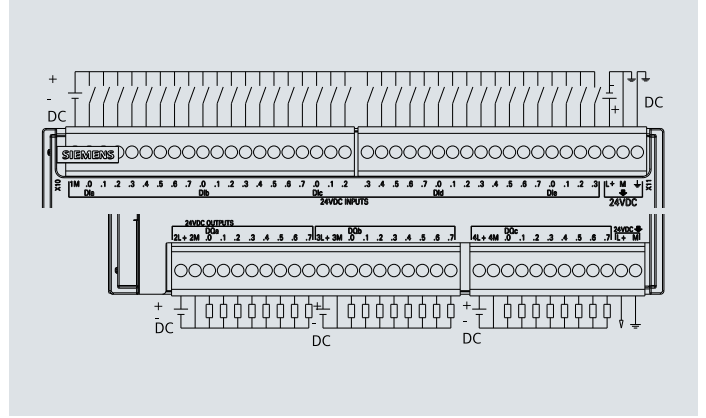 +
-
DC
-
+
DC
SIEMENS
X10
1M .0 .1 .2 .3 .4 .5 .6 .7 .0 .1 .2 .3 .4 .5 .6 .7 .0 .1 .2 .3 .4 .5 .6 .7 .0 .1 .2 .3 .4 .5 .6 .7 .0 .1 .2 .3 L+ M
X11
DIa DIb DIc DId DIe
24VDC INPUTS
24VDC
24VDC OUTPUTS
DQa DQb DQc 24VDC
2L+ 2M .0 .1 .2 .3 .4 .5 .6 .7 3L+ 3M .0 .1 .2 .3 .4 .5 .6 .7 4L+ 4M .0 .1 .2 .3 .4 .5 .6 .7 L+ M
+
-
DC
+
-
DC
+
-
DC